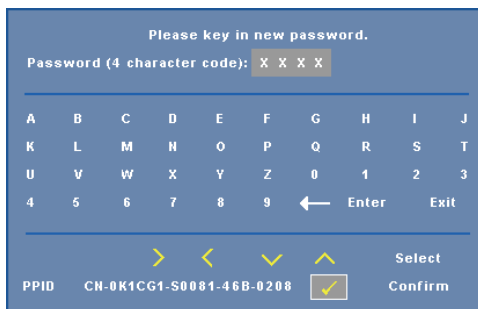 Please key in new password.
Password (4 character code): X X X X
A B C D E F G H I J
K L M N O P Q R S T
U V W X Y Z 0 1 2 3
4 5 6 7 8 9 Enter Exit
Select
PPID CN-0K1CG1-S0081-46B-0208 Confirm